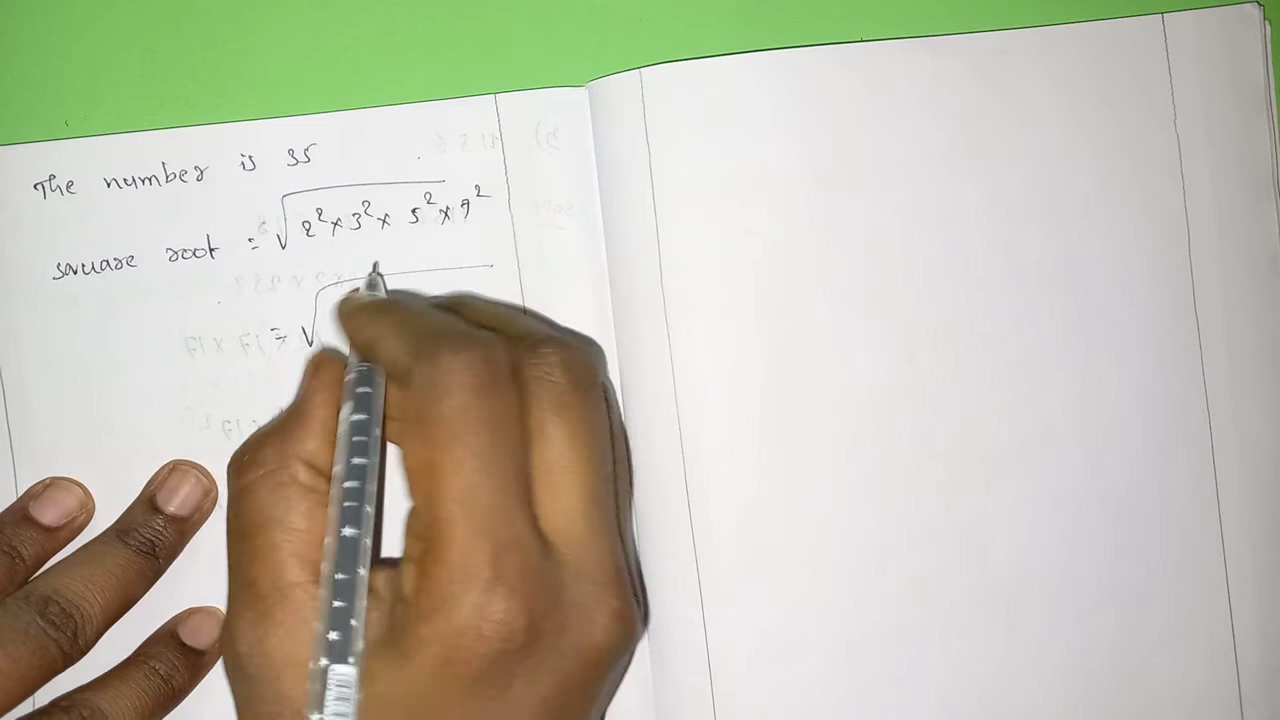 The number is 35
square root = √2² × 3² × 5² × 7²
= √